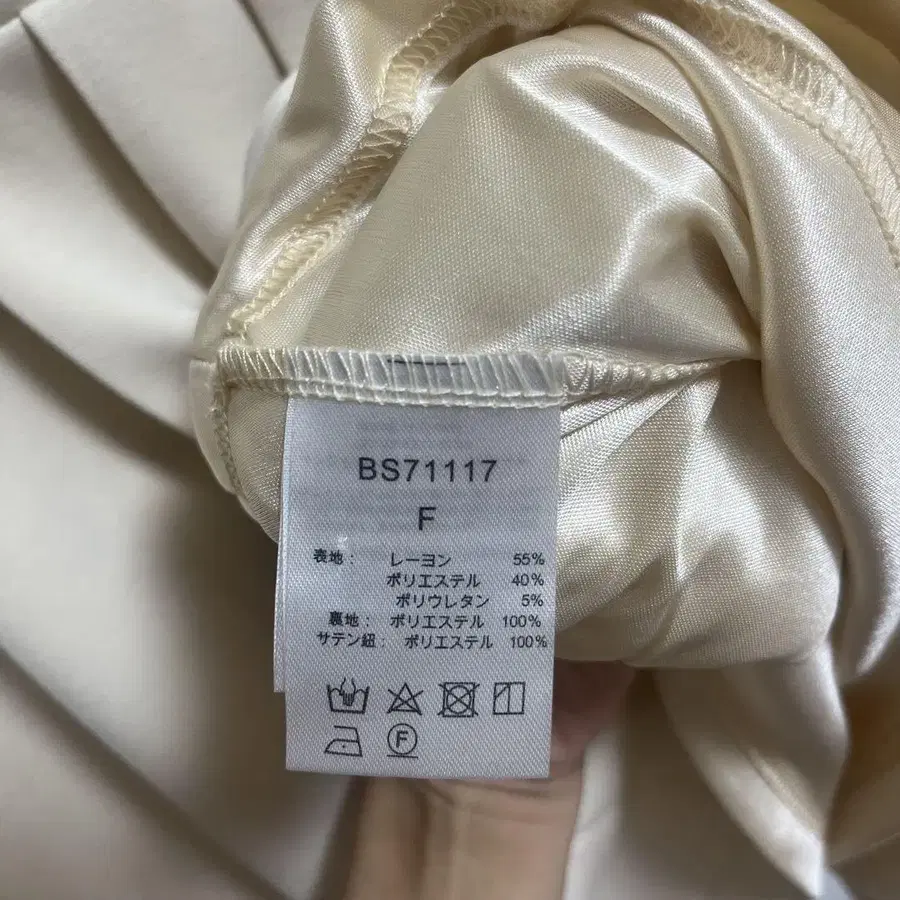 BS71117
F
表地： レーヨン 55%
ポリエステル 40%
ポリウレタン 5%
裏地： ポリエステル 100%
サテン紐： ポリエステル 100%
F